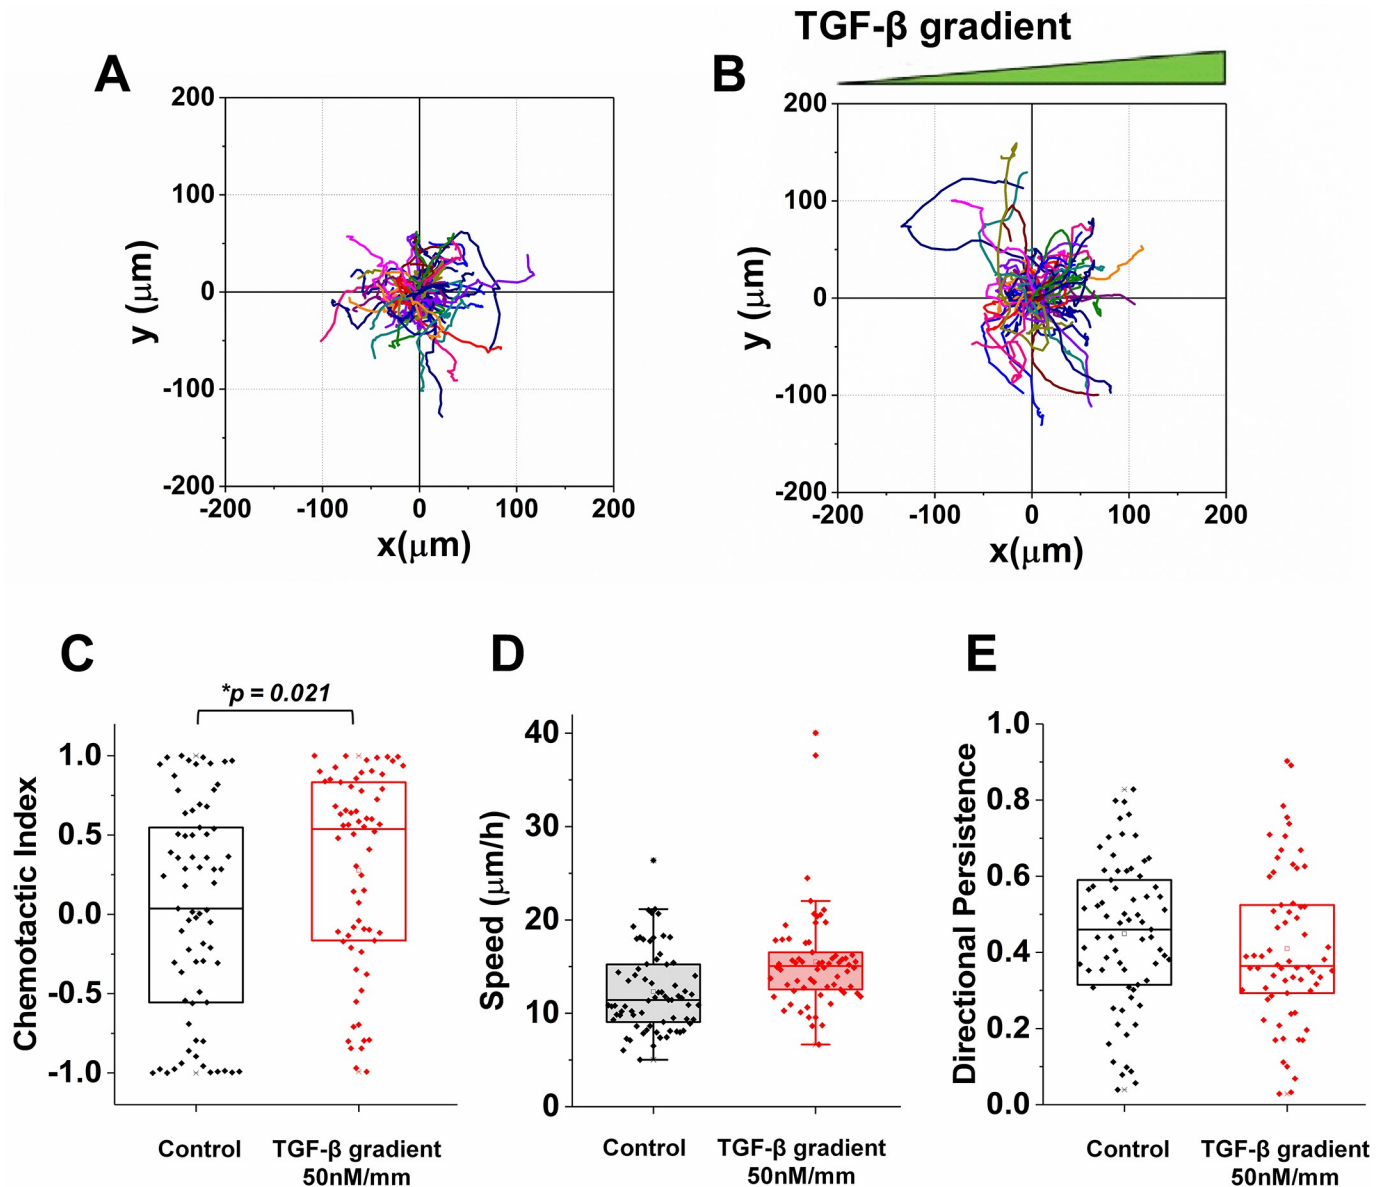 TGF-β gradient
A
B
200
100
0
-100
-200
y (μm)
-200 -100 0 100 200
x(μm)
200
100
0
-100
-200
y (μm)
-200 -100 0 100 200
x(μm)
C
D
E
*p = 0.021
1.0
0.5
0.0
-0.5
-1.0
Chemotactic Index
Control
TGF-β gradient
50nM/mm
40
30
20
10
0
Speed (μm/h)
Control
TGF-β gradient
50nM/mm
1.0
0.8
0.6
0.4
0.2
0.0
Directional Persistence
Control
TGF-β gradient
50nM/mm